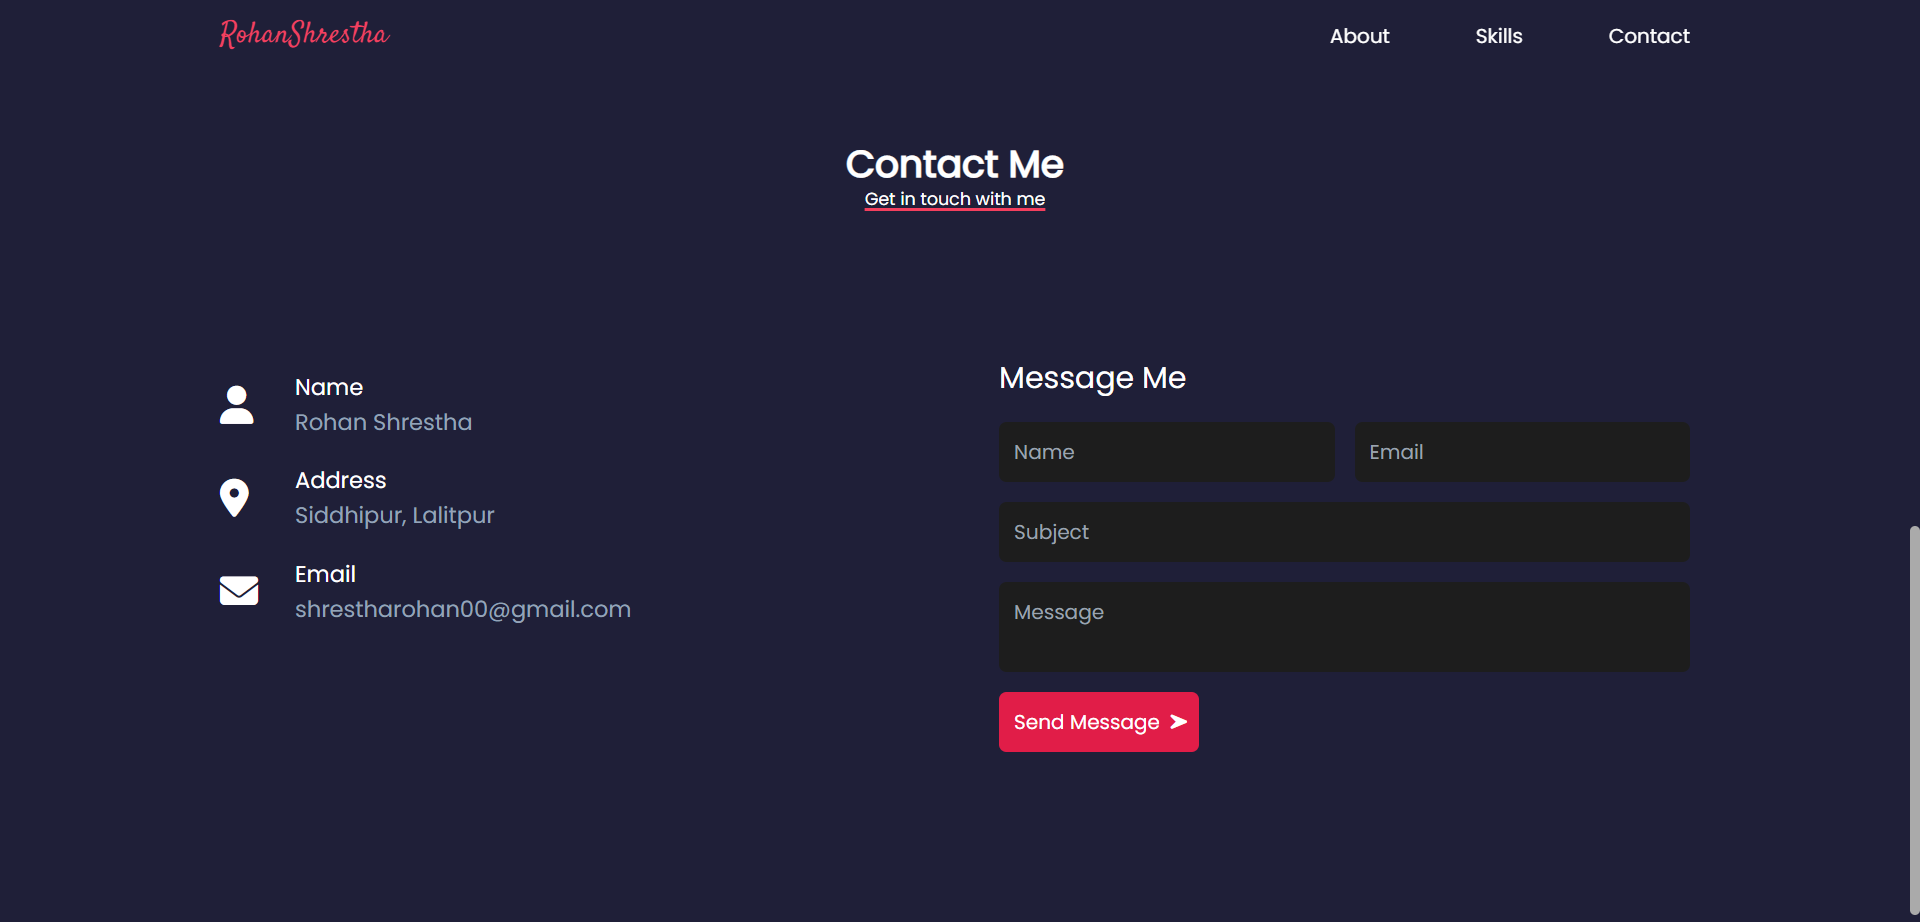 RohanShrestha
About
Skills
Contact
Contact Me
Get in touch with me
Name
Rohan Shrestha
Address
Siddhipur, Lalitpur
Email
shrestharohan00@gmail.com
Message Me
Name
Email
Subject
Message
Send Message